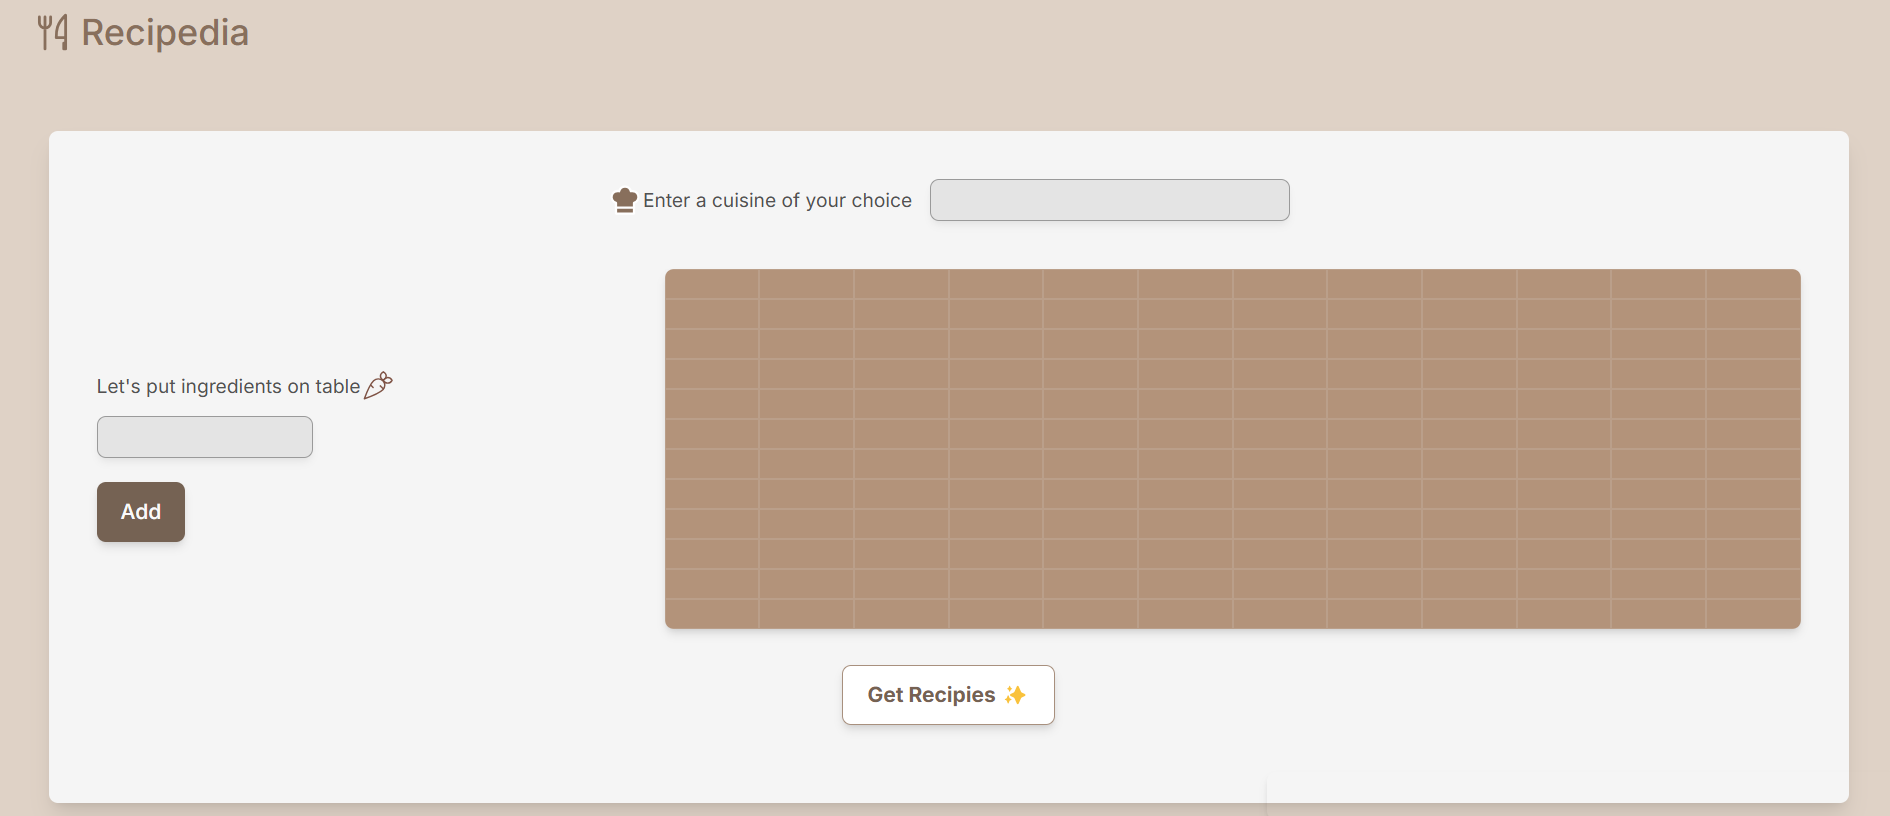 Recipedia
Enter a cuisine of your choice
Let's put ingredients on table
Add
Get Recipies ✨